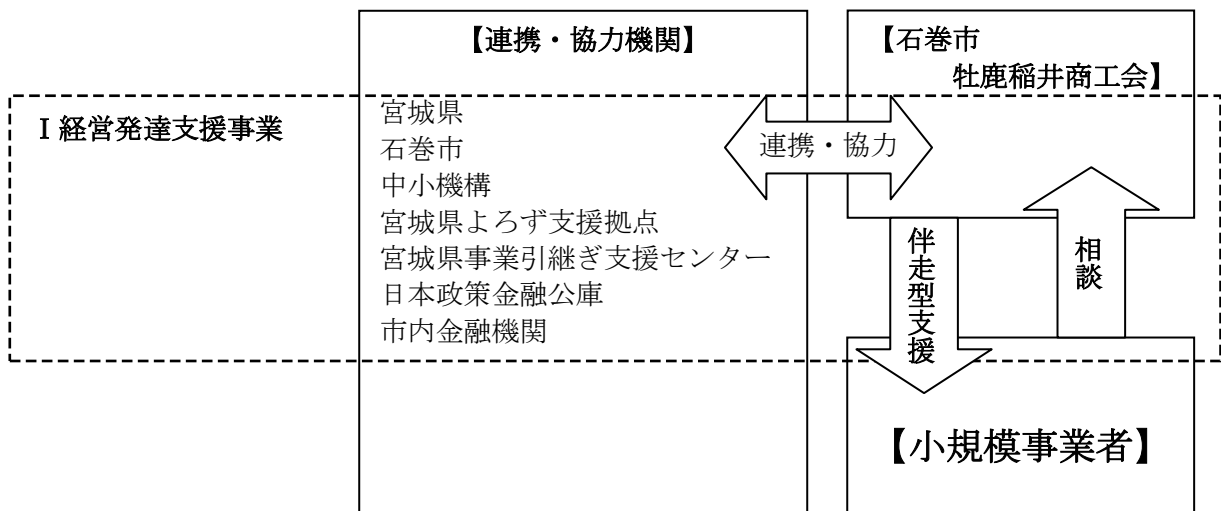 【連携・協力機関】
【石巻市
牡鹿稲井商工会】
Ⅰ経営発達支援事業
宮城県
石巻市
中小機構
宮城県よろず支援拠点
宮城県事業引継ぎ支援センター
日本政策金融公庫
市内金融機関
連携・協力
伴走型支援
相談
【小規模事業者】